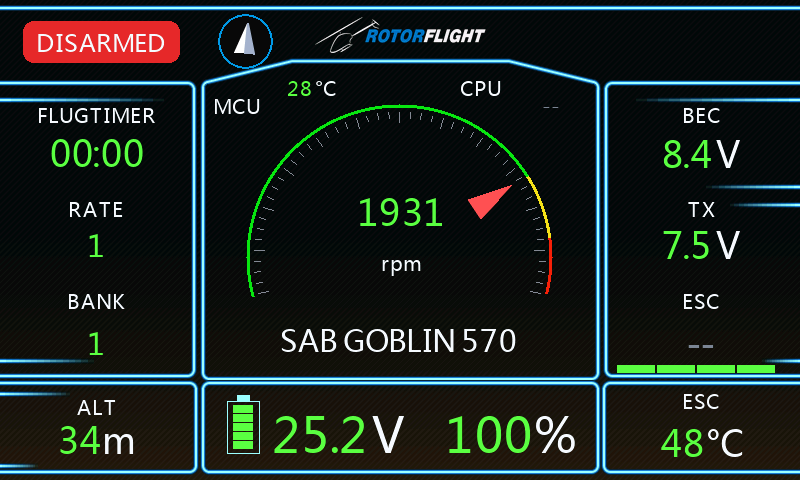 DISARMED
ROTORFLIGHT
MCU 28°C CPU --
FLUGTIMER
00:00
RATE
1
BANK
1
1931
rpm
SAB GOBLIN 570
BEC
8.4V
TX
7.5V
ESC
--
ALT
34m
25.2V 100%
ESC
48°C